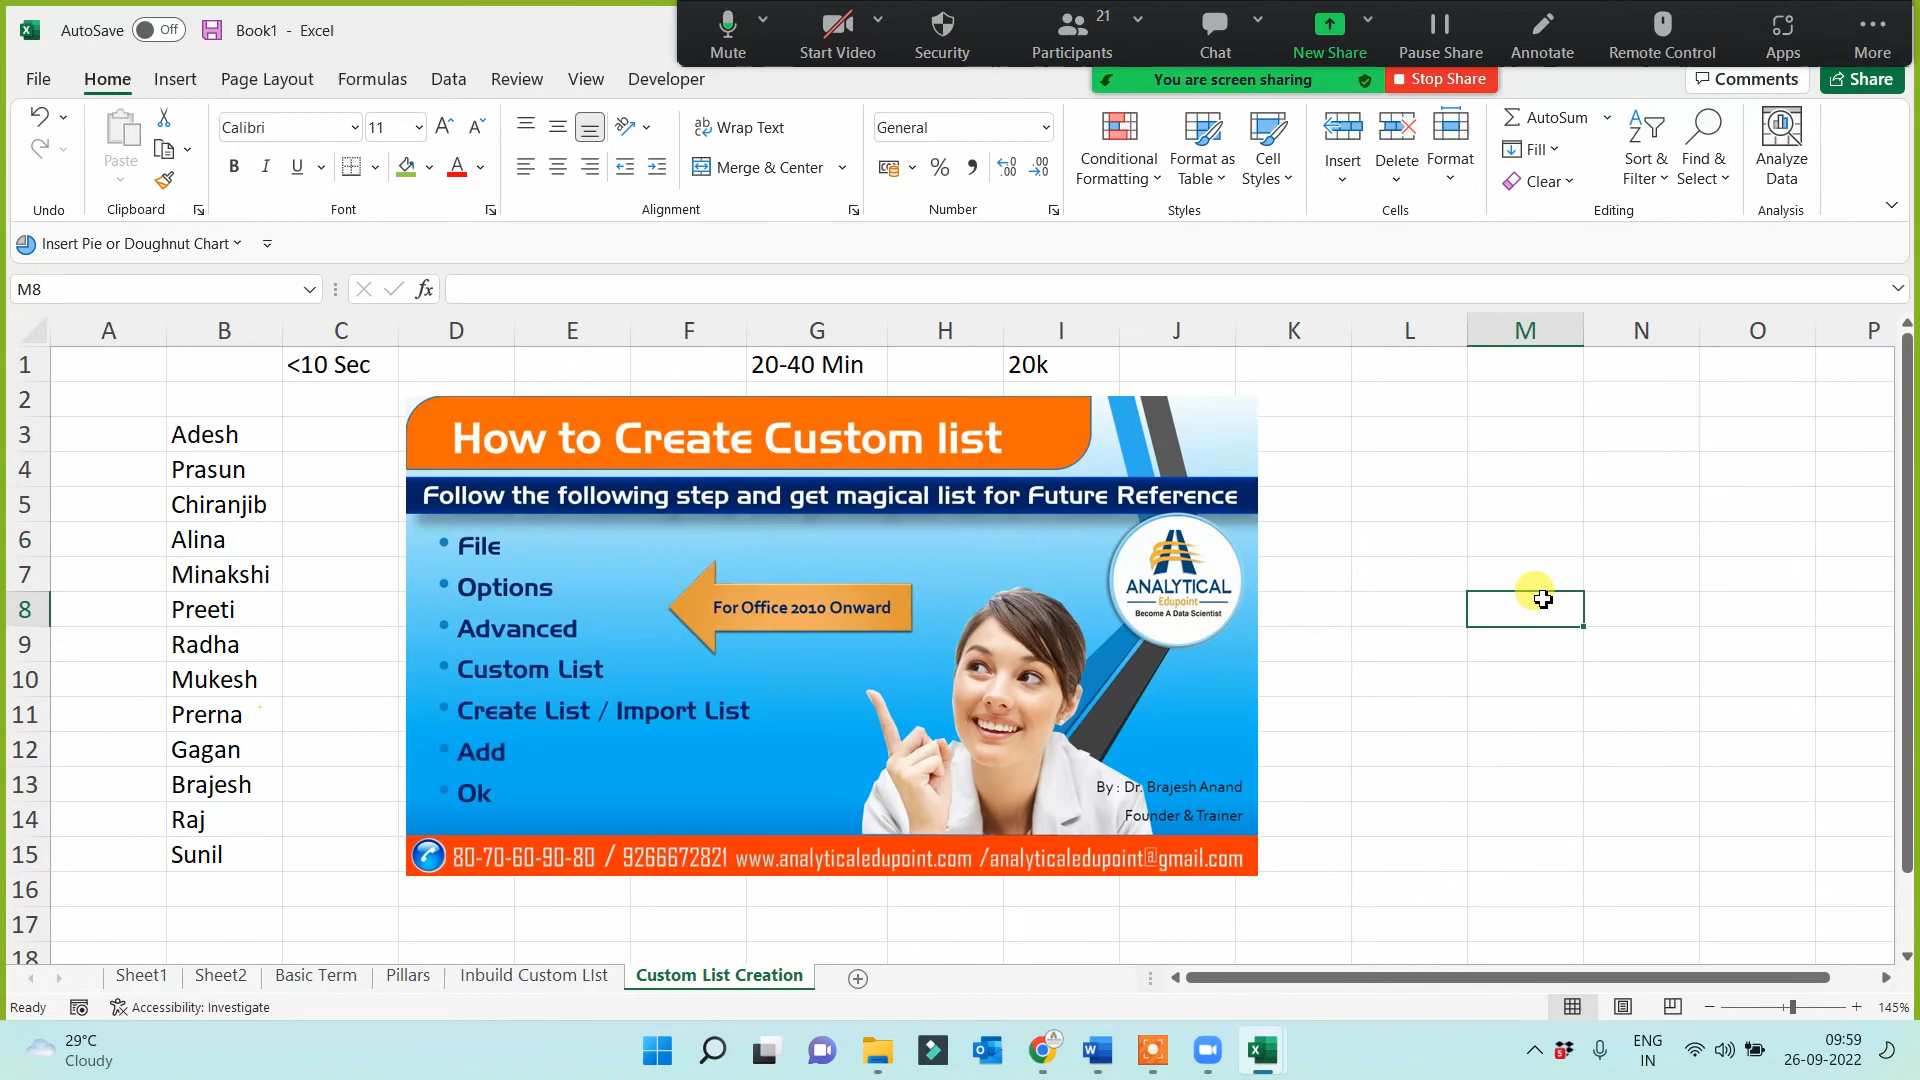 AutoSave Off Book1 - Excel
Mute Start Video Security Participants 21 Chat New Share Pause Share Annotate Remote Control Apps More
You are screen sharing Stop Share
File Home Insert Page Layout Formulas Data Review View Developer Comments Share
Calibri 11 Wrap Text General AutoSum
Paste Conditional Formatting Format as Table Cell Styles Insert Delete Format Fill Sort & Filter Find & Select Analyze Data
B I U Merge & Center % Clear
Undo Clipboard Font Alignment Number Styles Cells Editing Analysis
Insert Pie or Doughnut Chart
M8 fx
A B C D E F G H I J K L M N O P
1 <10 Sec 20-40 Min 20k
2
3 Adesh
4 Prasun
5 Chiranjib
6 Alina
7 Minakshi
8 Preeti
9 Radha
10 Mukesh
11 Prerna
12 Gagan
13 Brajesh
14 Raj
15 Sunil
16
17
18
How to Create Custom list
Follow the following step and get magical list for Future Reference
• File
• Options
• Advanced
• Custom List
• Create List / Import List
• Add
• Ok
For Office 2010 Onward
ANALYTICAL
Edupoint
Become A Data Scientist
By : Dr. Brajesh Anand
Founder & Trainer
80-70-60-90-80 / 9266672821 www.analyticaledupoint.com /analyticaledupoint@gmail.com
Sheet1 Sheet2 Basic Term Pillars Inbuild Custom LIst Custom List Creation
Ready Accessibility: Investigate 145%
29°C
Cloudy
ENG
IN
09:59
26-09-2022